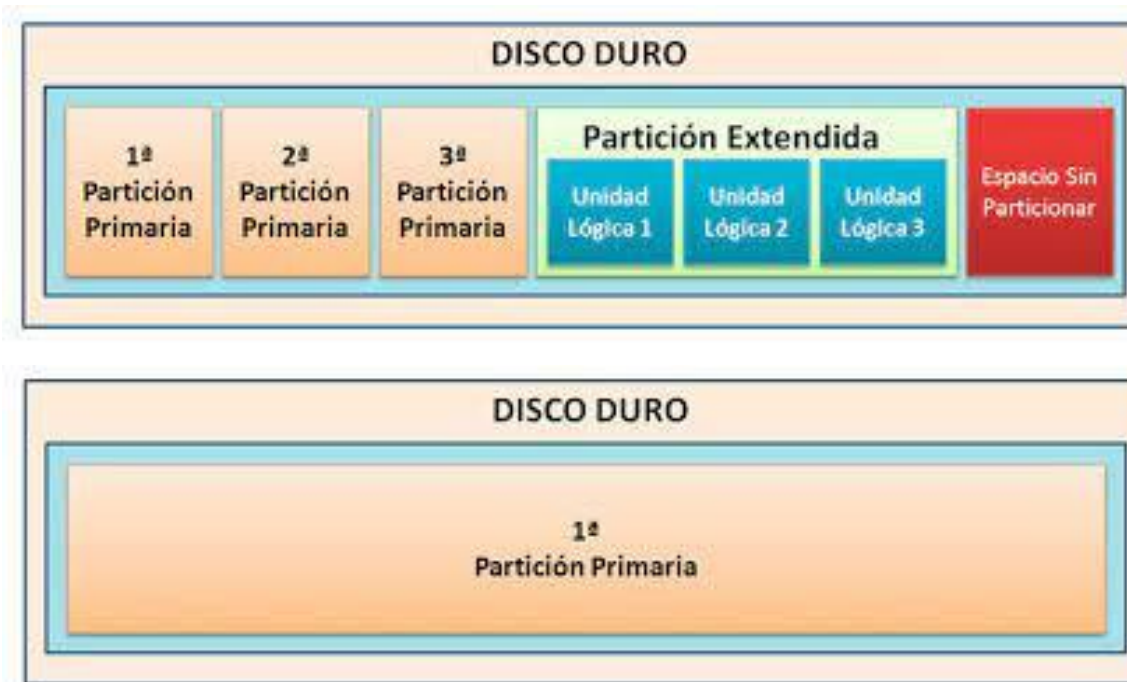 DISCO DURO
1ª
Partición
Primaria
2ª
Partición
Primaria
3ª
Partición
Primaria
Partición Extendida
Unidad
Lógica 1
Unidad
Lógica 2
Unidad
Lógica 3
Espacio Sin
Particionar
DISCO DURO
1ª
Partición Primaria